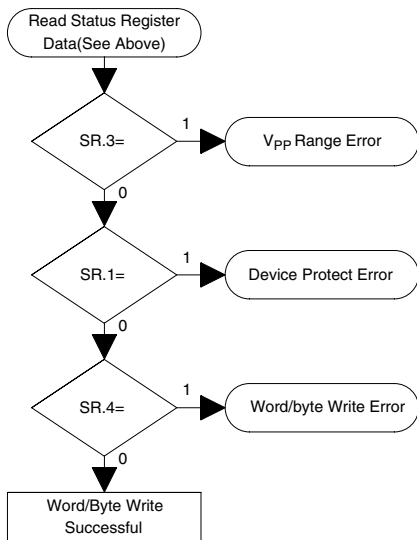 Read Status Register
Data(See Above)
SR.3=
1
VPP Range Error
0
SR.1=
1
Device Protect Error
0
SR.4=
1
Word/byte Write Error
0
Word/Byte Write
Successful